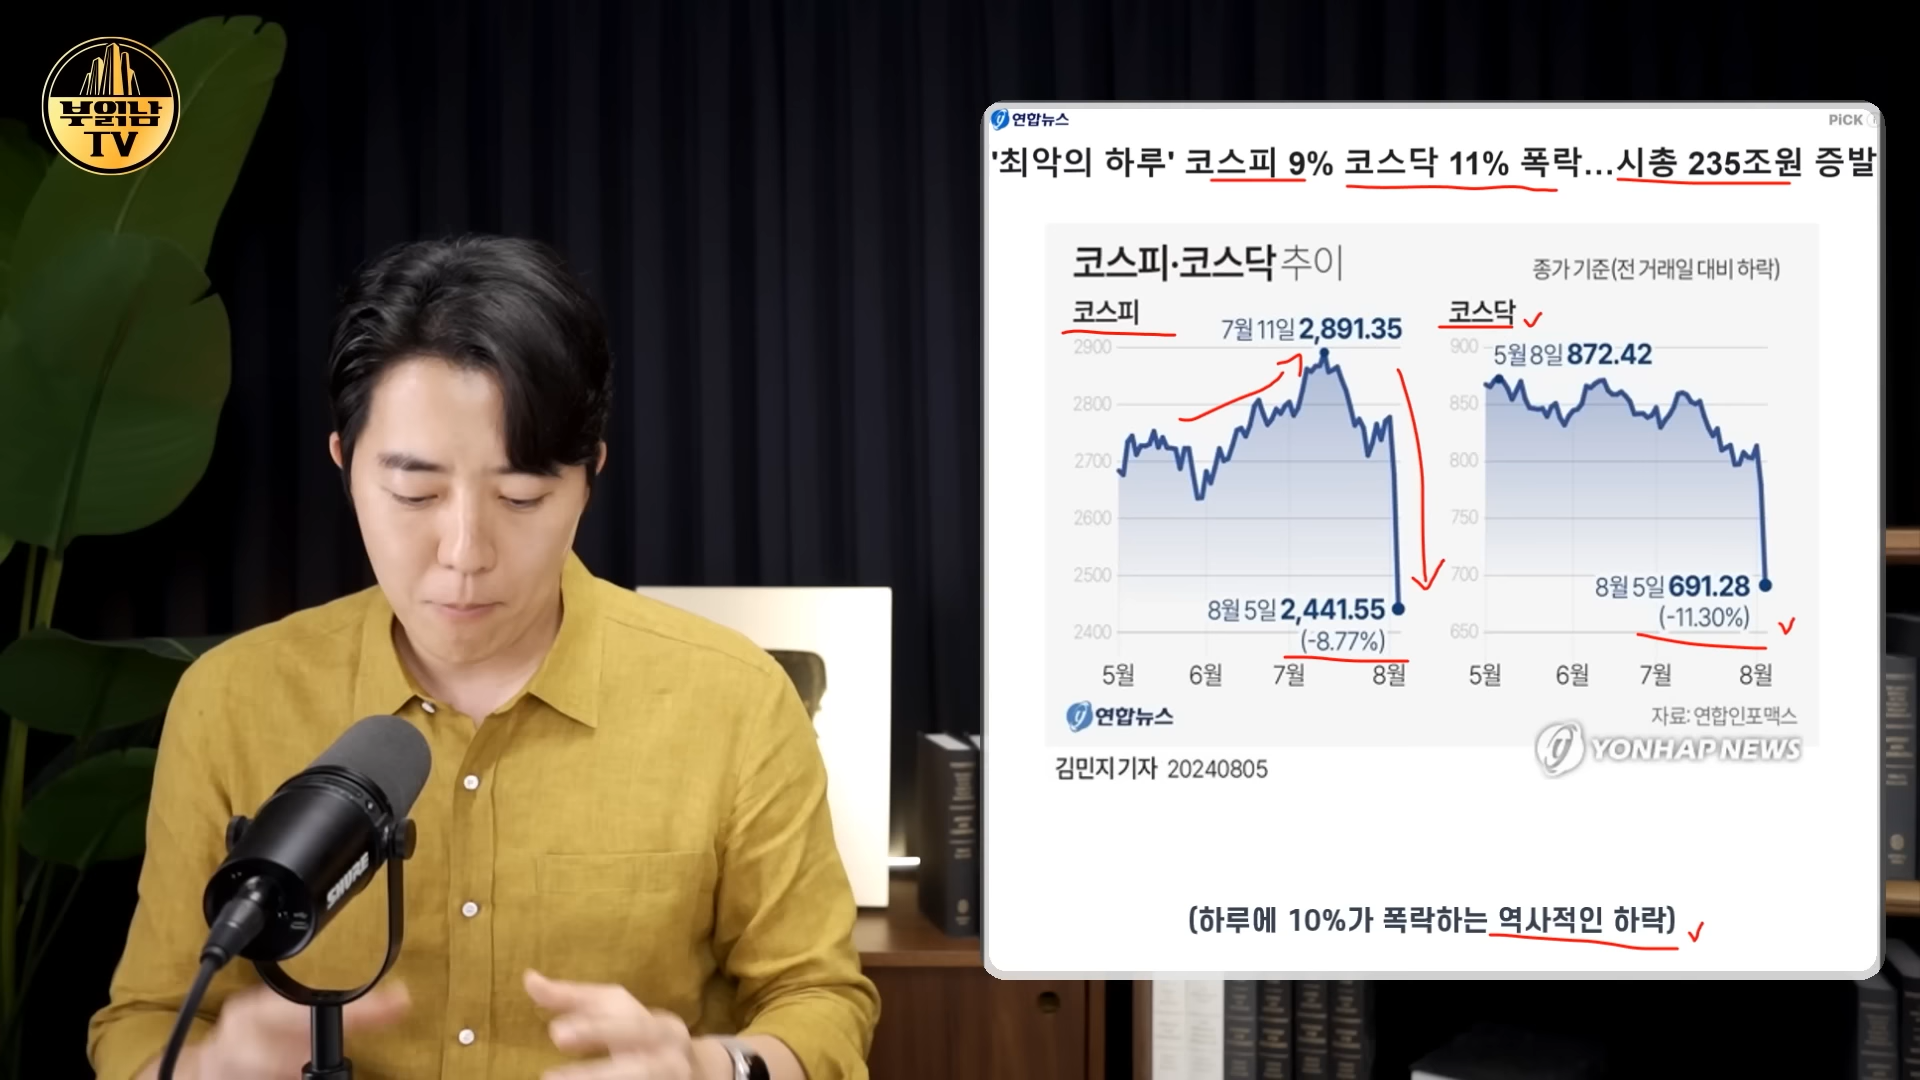 부읽남
TV
연합뉴스
PiCK
'최악의 하루' 코스피 9% 코스닥 11% 폭락...시총 235조원 증발
코스피·코스닥 추이
종가 기준(전 거래일 대비 하락)
코스피
7월 11일 2,891.35
2900
2800
2700
2600
2500
2400
8월 5일 2,441.55
(-8.77%)
5월 6월 7월 8월
코스닥
5월 8일 872.42
900
850
800
750
700
650
8월 5일 691.28
(-11.30%)
5월 6월 7월 8월
연합뉴스
자료: 연합인포맥스
YONHAP NEWS
김민지 기자 20240805
(하루에 10%가 폭락하는 역사적인 하락)
SHURE